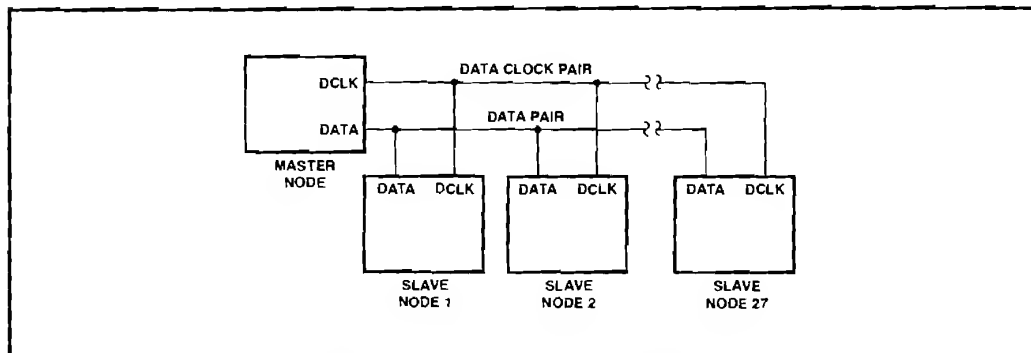 DATA CLOCK PAIR
DCLK
DATA PAIR
DATA
MASTER
NODE
DATA DCLK
DATA DCLK
DATA DCLK
SLAVE
NODE 1
SLAVE
NODE 2
SLAVE
NODE 27